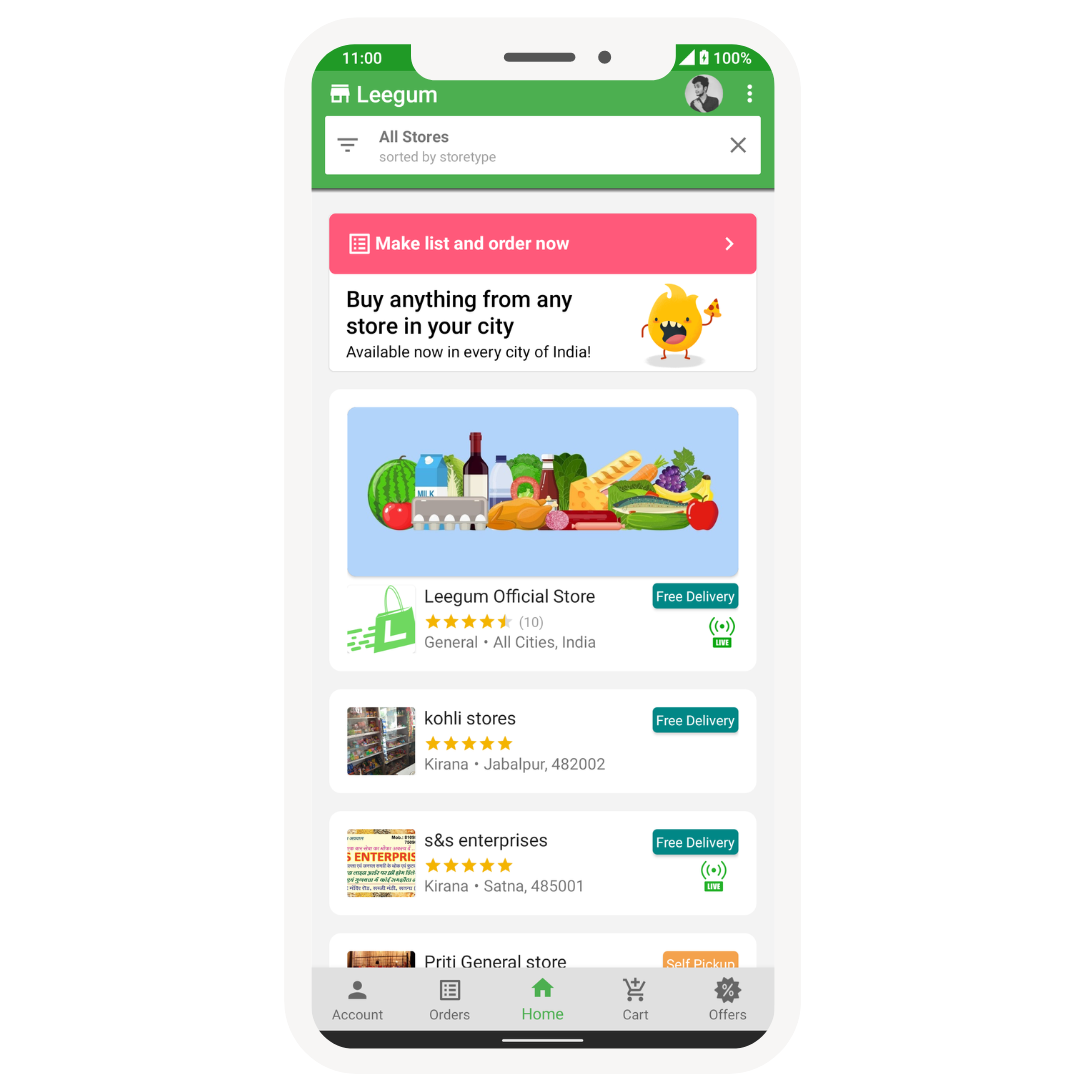 11:00
100%
Leegum
All Stores
sorted by storetype
Make list and order now
Buy anything from any
store in your city
Available now in every city of India!
MILK
Leegum Official Store
Free Delivery
(10)
LIVE
General • All Cities, India
L
kohli stores
Free Delivery
Kirana • Jabalpur, 482002
s&s enterprises
Free Delivery
S ENTERPRIS
LIVE
Kirana • Satna, 485001
Priti General store
Self Pickup
Account
Orders
Home
Cart
Offers